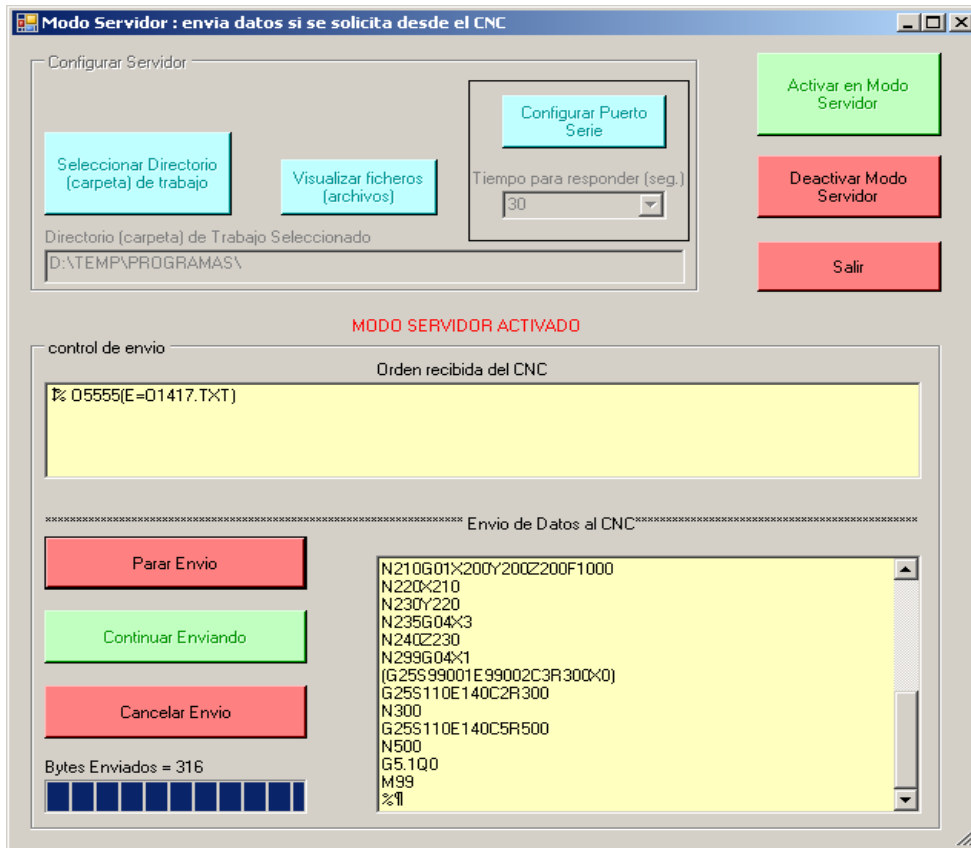 Modo Servidor : envia datos si se solicita desde el CNC
Configurar Servidor
Seleccionar Directorio
(carpeta) de trabajo
Visualizar ficheros
(archivos)
Configurar Puerto
Serie
Tiempo para responder (seg.)
30
Directorio (carpeta) de Trabajo Seleccionado
D:\TEMP\PROGRAMAS\
Activar en Modo
Servidor
Deactivar Modo
Servidor
Salir
MODO SERVIDOR ACTIVADO
control de envio
Orden recibida del CNC
% O5555(E=O1417.TXT)
Envio de Datos al CNC
Parar Envio
Continuar Enviando
Cancelar Envio
Bytes Enviados = 316
N210G01X200Y200Z200F1000
N220X210
N230Y220
N235G04X3
N240Z230
N299G04X1
(G25S99001E99002C3R300X0)
G25S110E140C2R300
N300
G25S110E140C5R500
N500
G5.1Q0
M99
%¶